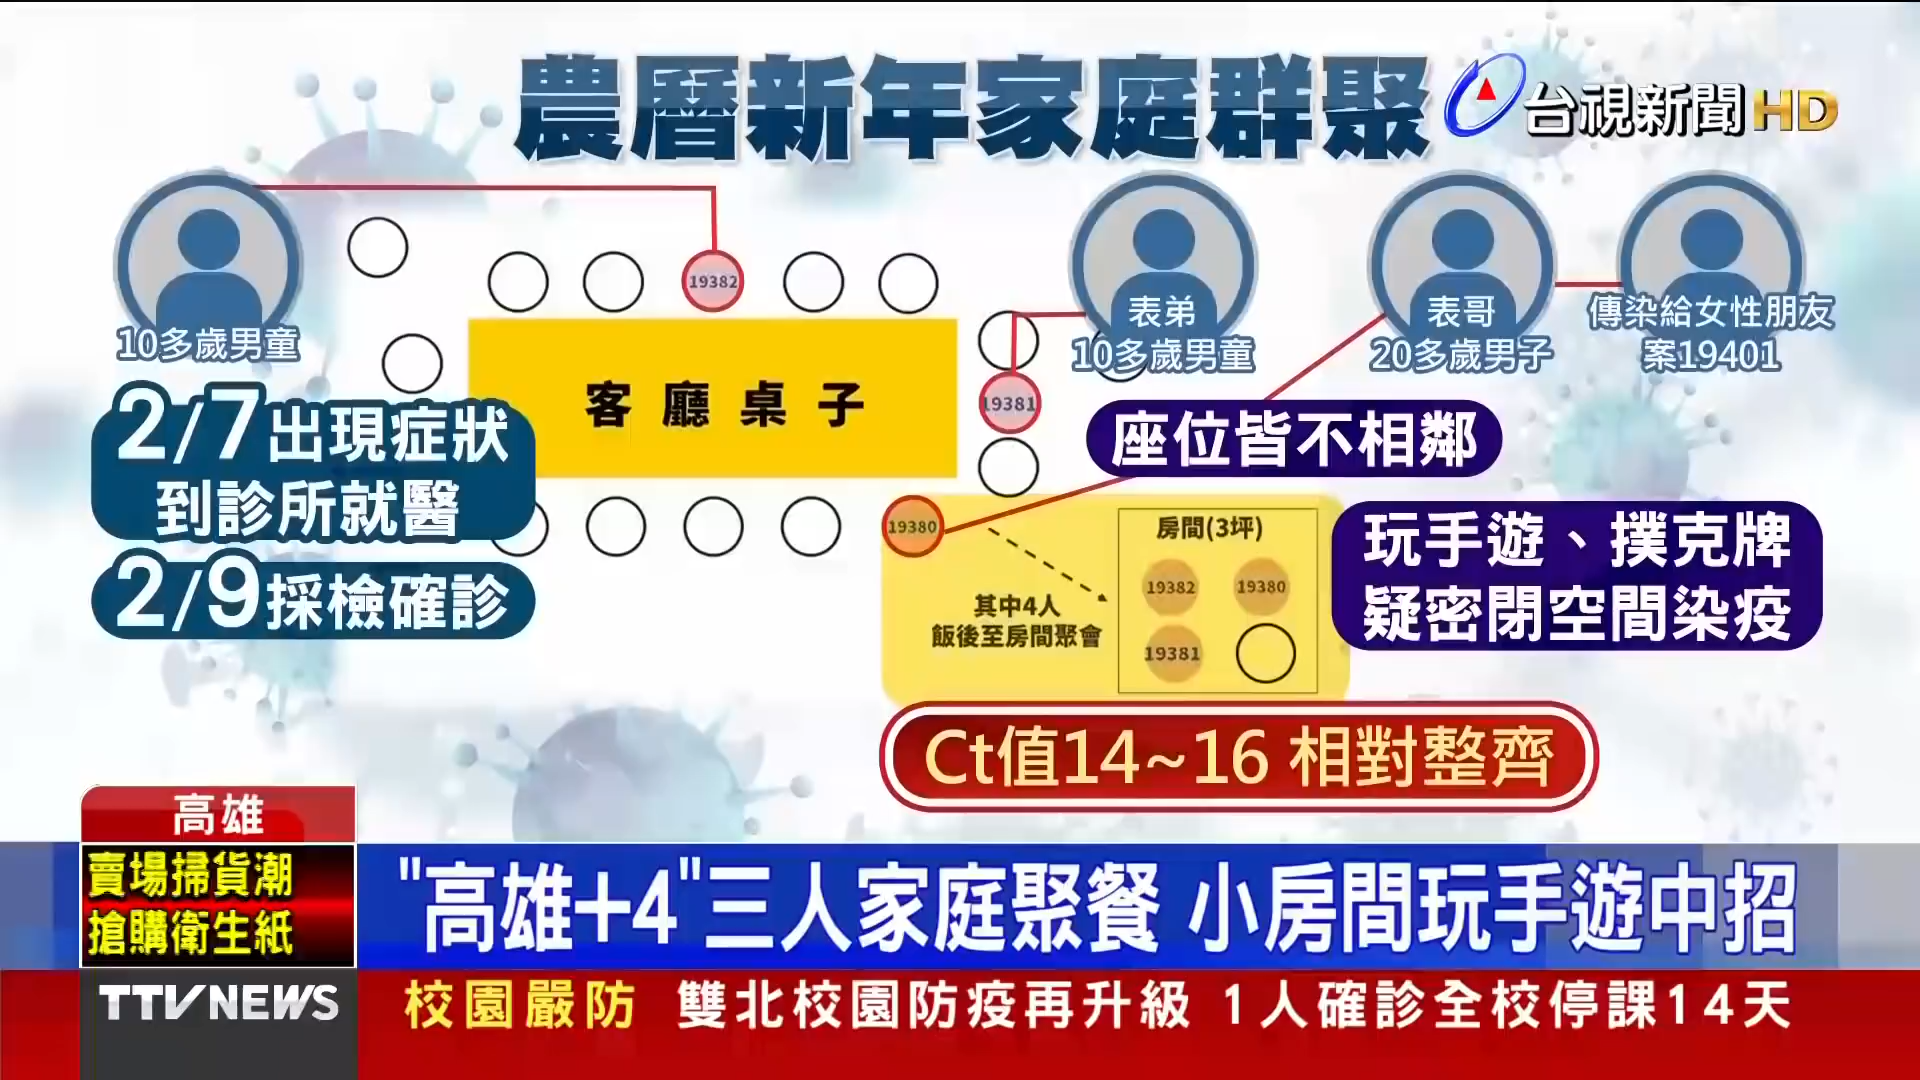 農曆新年家庭群聚
台視新聞HD
10多歲男童
2/7出現症狀
到診所就醫
2/9採檢確診
19382
客廳桌子
19381
19380
表弟
10多歲男童
表哥
20多歲男子
傳染給女性朋友
案19401
座位皆不相鄰
其中4人
飯後至房間聚會
房間(3坪)
19382
19380
19381
玩手遊、撲克牌
疑密閉空間染疫
Ct值14~16 相對整齊
高雄
賣場掃貨潮
搶購衛生紙
"高雄+4"三人家庭聚餐 小房間玩手遊中招
TTV NEWS
校園嚴防 雙北校園防疫再升級 1人確診全校停課14天